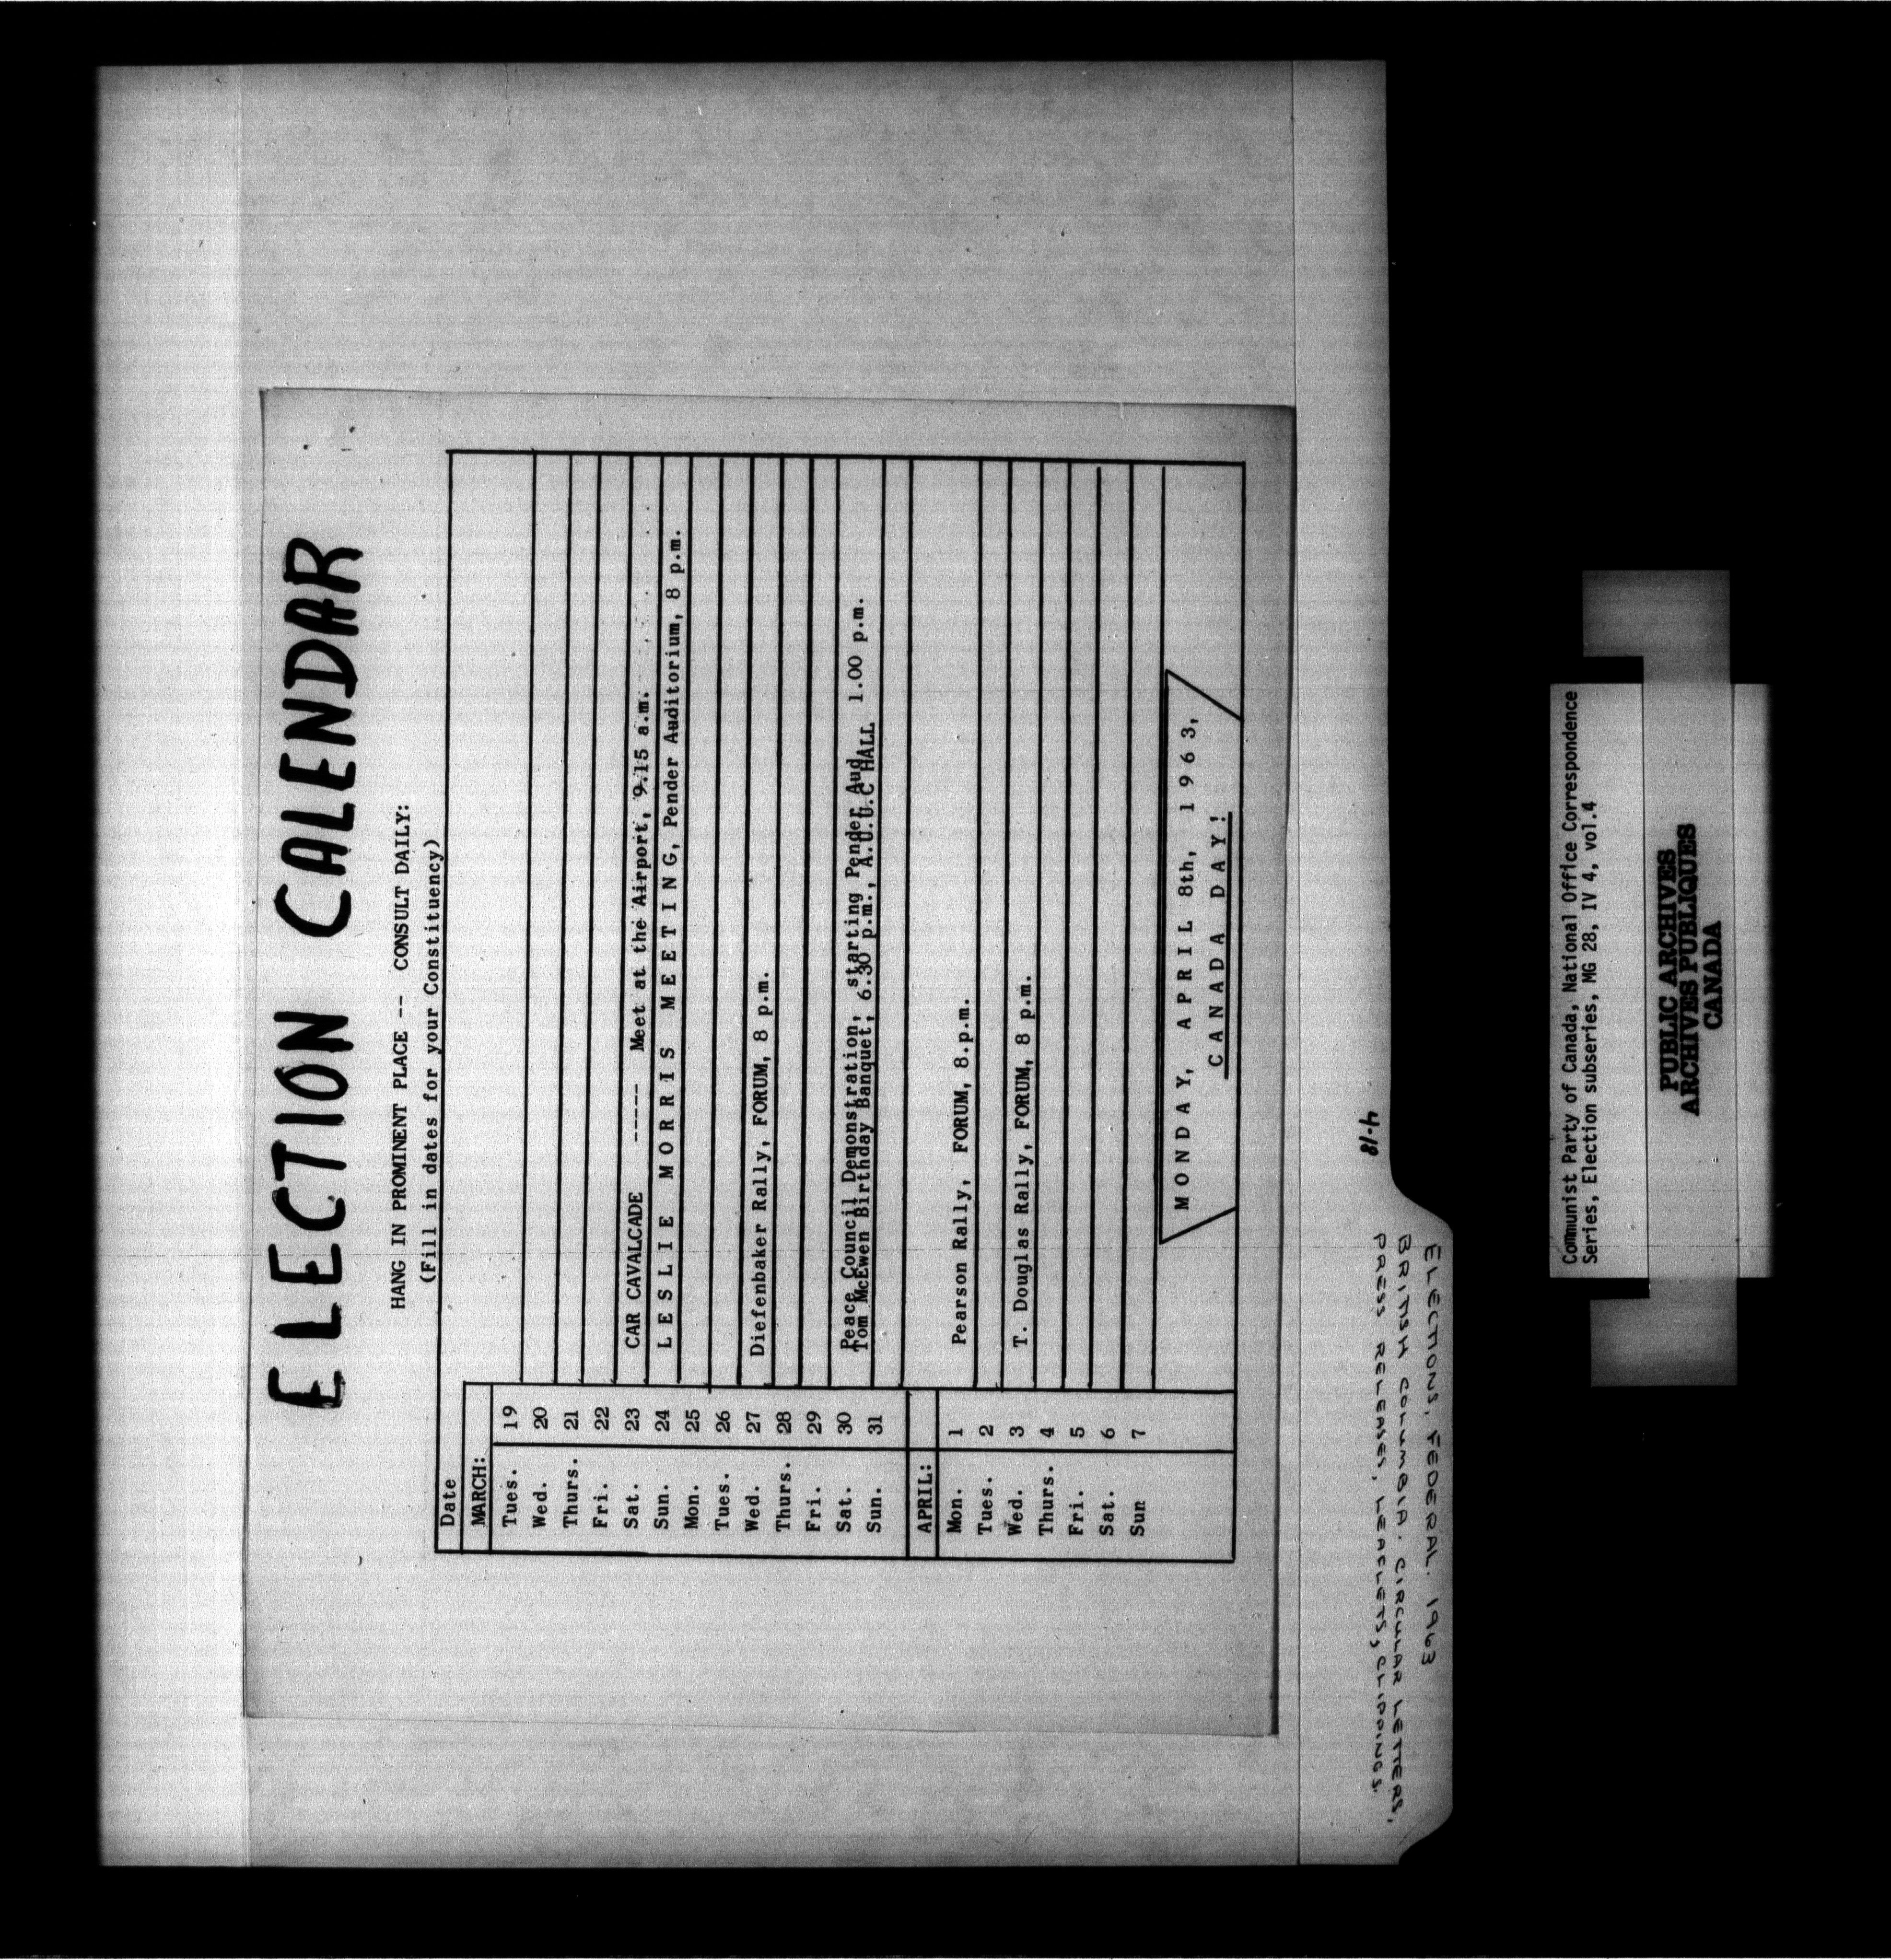 ELECTION CALENDAR
HANG IN PROMINENT PLACE -- CONSULT DAILY:
(Fill in dates for your Constituency)
Date
MARCH:
Tues. 19
Wed. 20
Thurs. 21
Fri. 22
Sat. 23 CAR CAVALCADE ----- Meet at the Airport, 9.15 a.m.
Sun. 24 L E S L I E M O R R I S M E E T I N G, Pender Auditorium, 8 p.m.
Mon. 25
Tues. 26
Wed. 27 Diefenbaker Rally, FORUM, 8 p.m.
Thurs. 28
Fri. 29
Sat. 30 Peace Council Demonstration, starting Pender Aud 1.00 p.m.
Tom McEwen Birthday Banquet, 6.30 p.m., A.U.U.C HALL
Sun. 31
APRIL:
Mon. 1 Pearson Rally, FORUM, 8.p.m.
Tues. 2
Wed. 3 T. Douglas Rally, FORUM, 8 p.m.
Thurs. 4
Fri. 5
Sat. 6
Sun 7
M O N D A Y, A P R I L 8th, 1 9 6 3,
C A N A D A D A Y!
4-18
ELECTIONS, FEDERAL. 1963
BRITISH COLUMBIA. CIRCULAR LETTERS,
PRESS RELEASES, LEAFLETS, CLIPPINGS.
Communist Party of Canada, National Office Correspondence
Series, Election subseries, MG 28, IV 4, vol.4
PUBLIC ARCHIVES
ARCHIVES PUBLIQUES
CANADA